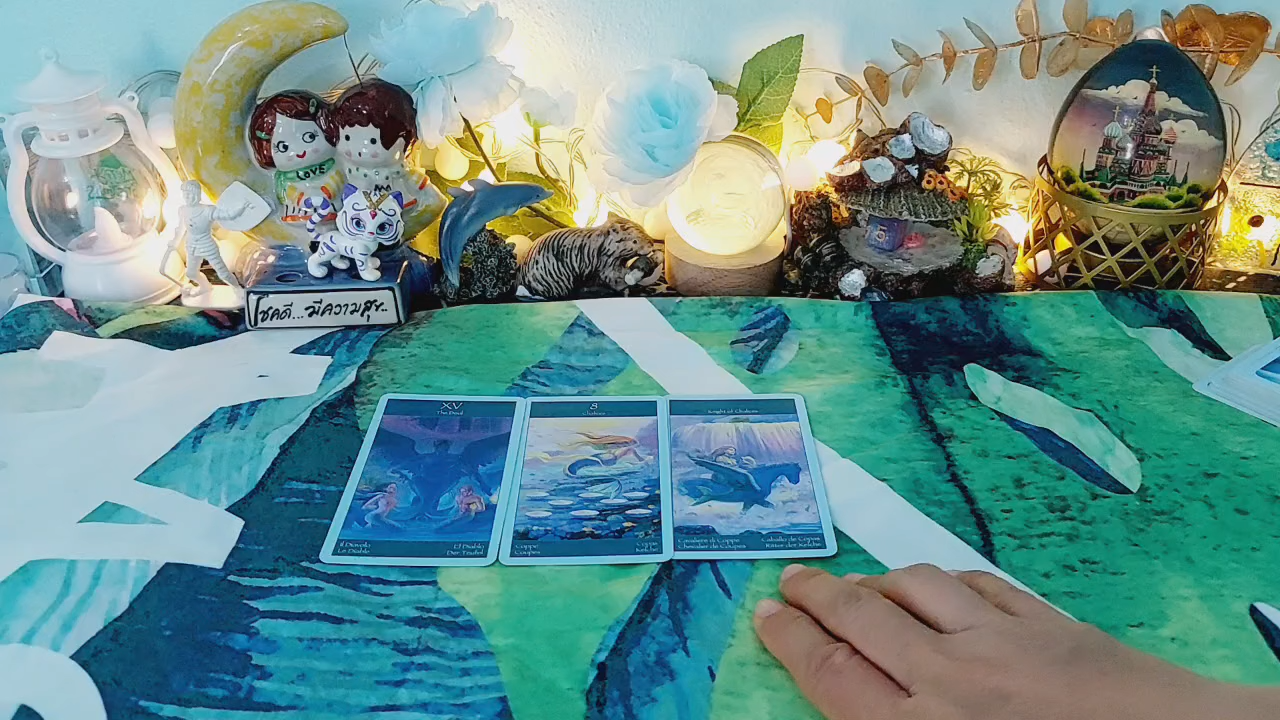 LOVE
โชคดี...มีความสุข..
XV
The Devil
Il Diavolo
El Diablo
Le Diable
Der Teufel
8
Chalices
Coppe
Coupes
Kelche
Knight of Chalices
Cavaliere di Coppe
Caballo de Copas
Chevalier de Coupes
Ritter der Kelche